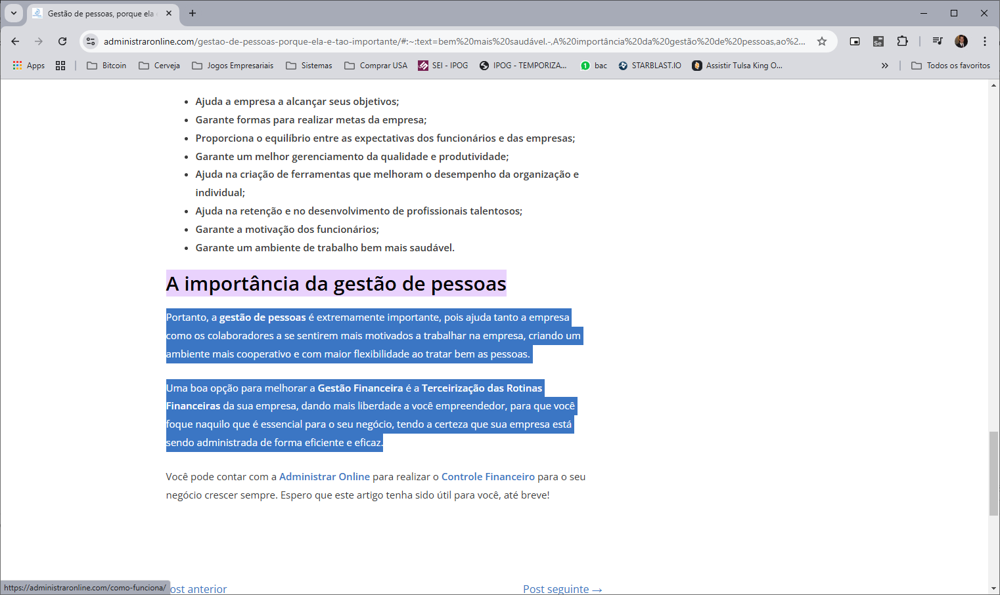 Gestão de pessoas, porque ela e
administraronline.com/gestao-de-pessoas-porque-ela-e-tao-importante/#:~:text=bem%20mais%20saudável.-,A%20importância%20da%20gestão%20de%20pessoas,ao%2...
Se
Apps
Bitcoin
Cerveja
Jogos Empresariais
Sistemas
Comprar USA
SEI - IPOG
IPOG - TEMPORIZA...
1
bac
STARBLAST.IO
Assistir Tulsa King O...
»
Todos os favoritos
• Ajuda a empresa a alcançar seus objetivos;
• Garante formas para realizar metas da empresa;
• Proporciona o equilíbrio entre as expectativas dos funcionários e das empresas;
• Garante um melhor gerenciamento da qualidade e produtividade;
• Ajuda na criação de ferramentas que melhoram o desempenho da organização e
individual;
• Ajuda na retenção e no desenvolvimento de profissionais talentosos;
• Garante a motivação dos funcionários;
• Garante um ambiente de trabalho bem mais saudável.
A importância da gestão de pessoas
Portanto, a gestão de pessoas é extremamente importante, pois ajuda tanto a empresa
como os colaboradores a se sentirem mais motivados a trabalhar na empresa, criando um
ambiente mais cooperativo e com maior flexibilidade ao tratar bem as pessoas.
Uma boa opção para melhorar a Gestão Financeira é a Terceirização das Rotinas
Financeiras da sua empresa, dando mais liberdade a você empreendedor, para que você
foque naquilo que é essencial para o seu negócio, tendo a certeza que sua empresa está
sendo administrada de forma eficiente e eficaz.
Você pode contar com a Administrar Online para realizar o Controle Financeiro para o seu
negócio crescer sempre. Espero que este artigo tenha sido útil para você, até breve!
https://administraronline.com/como-funciona/
ost anterior
Post seguinte →